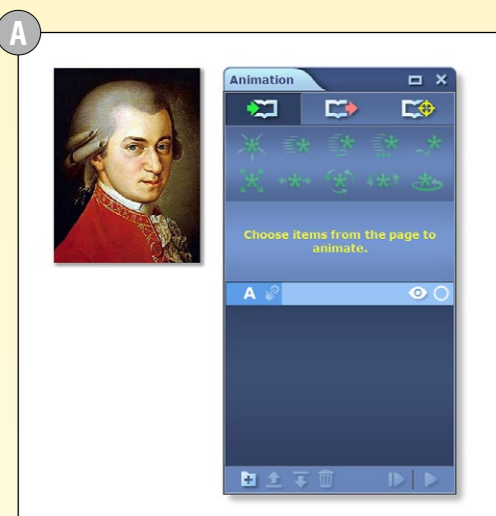 A
Animation
Choose items from the page to
animate.
A